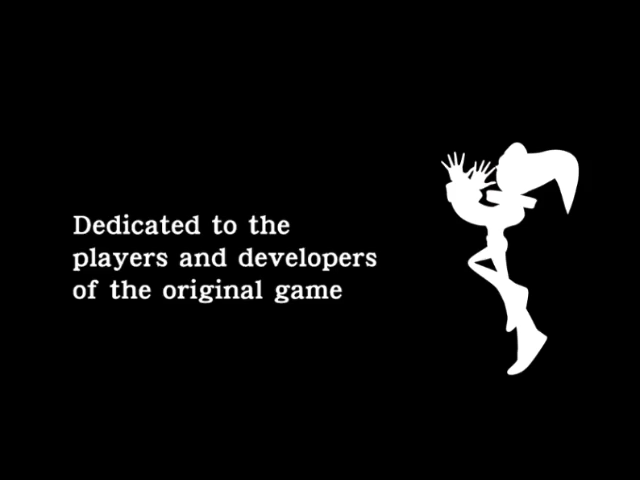 Dedicated to the
players and developers
of the original game